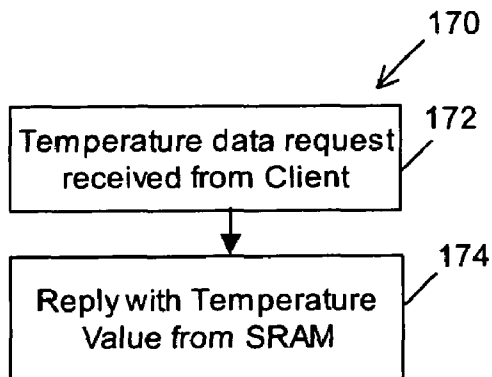 170
172
Temperature data request
received from Client
174
Reply with Temperature
Value from SRAM